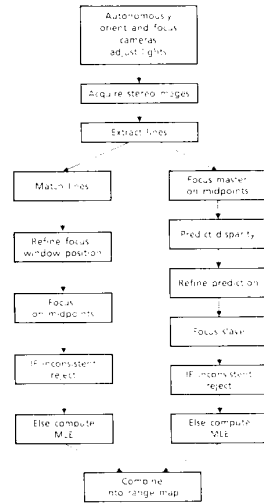 Autonomously
orient and focus
cameras
adjust lights
Acquire stereo images
Extract lines
Match lines
Refine focus
window position
Focus
on midpoints
IF inconsistent
reject
Else compute
MLE
Focus master
on midpoints
Predict disparity
Refine prediction
Focus slave
IF inconsistent
reject
Else compute
MLE
Combine
into range map